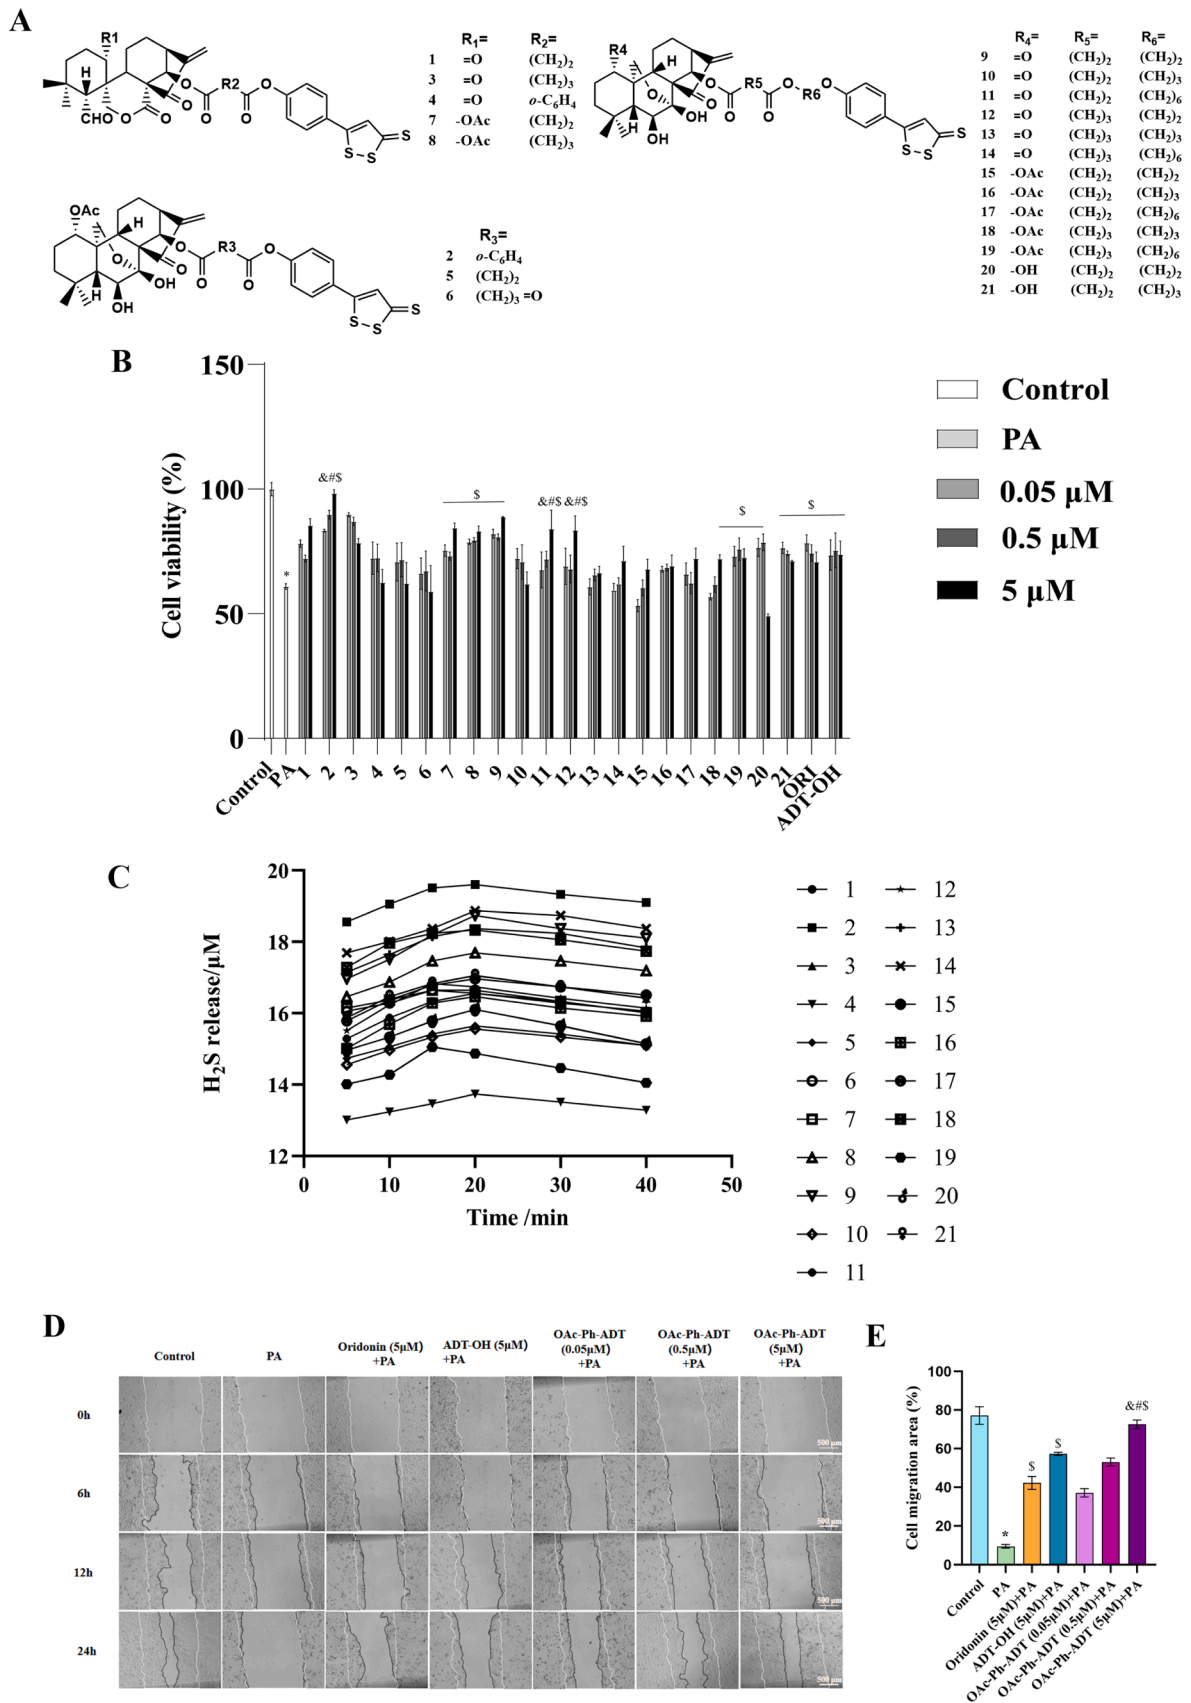 A
R1
H
CHO
O
O
O
O
R2
O
O
O
S
S
S
R₁= R₂=
1 =O (CH₂)₂
3 =O (CH₂)₃
4 =O o-C₆H₄
7 -OAc (CH₂)₂
8 -OAc (CH₂)₃
R4
H
O
O
O
R5
O
R6
O
OH
OH
H
O
O
O
S
S
S
R₄= R₅= R₆=
9 =O (CH₂)₂ (CH₂)₂
10 =O (CH₂)₂ (CH₂)₃
11 =O (CH₂)₂ (CH₂)₆
12 =O (CH₂)₃ (CH₂)₂
13 =O (CH₂)₃ (CH₂)₃
14 =O (CH₂)₃ (CH₂)₆
15 -OAc (CH₂)₂ (CH₂)₂
16 -OAc (CH₂)₂ (CH₂)₃
17 -OAc (CH₂)₂ (CH₂)₆
18 -OAc (CH₂)₃ (CH₂)₃
19 -OAc (CH₂)₃ (CH₂)₆
20 -OH (CH₂)₂ (CH₂)₂
21 -OH (CH₂)₂ (CH₂)₃
OAc
H
O
O
O
R3
O
OH
OH
H
O
O
S
S
S
R₃=
2 o-C₆H₄
5 (CH₂)₂
6 (CH₂)₃ =O
B
Cell viability (%)
150
100
50
0
*
&#$
$
&#$ &#$
$
$
Control PA 1 2 3 4 5 6 7 8 9 10 11 12 13 14 15 16 17 18 19 20 21 ORI ADT-OH
Control
PA
0.05 µM
0.5 µM
5 µM
C
H₂S release/µM
20
18
16
14
12
0 10 20 30 40 50
Time /min
1 12
2 13
3 14
4 15
5 16
6 17
7 18
8 19
9 20
10 21
11
D
Control PA Oridonin (5µM) +PA ADT-OH (5µM) +PA OAc-Ph-ADT (0.05µM) +PA OAc-Ph-ADT (0.5µM) +PA OAc-Ph-ADT (5µM) +PA
0h
500 µm
6h
500 µm
12h
500 µm
24h
500 µm
E
Cell migration area (%)
100
80
60
40
20
0
*
$
$
&#$
Control
PA
Oridonin (5µM)+PA
ADT-OH (5µM)+PA
OAc-Ph-ADT (0.05µM)+PA
OAc-Ph-ADT (0.5µM)+PA
OAc-Ph-ADT (5µM)+PA